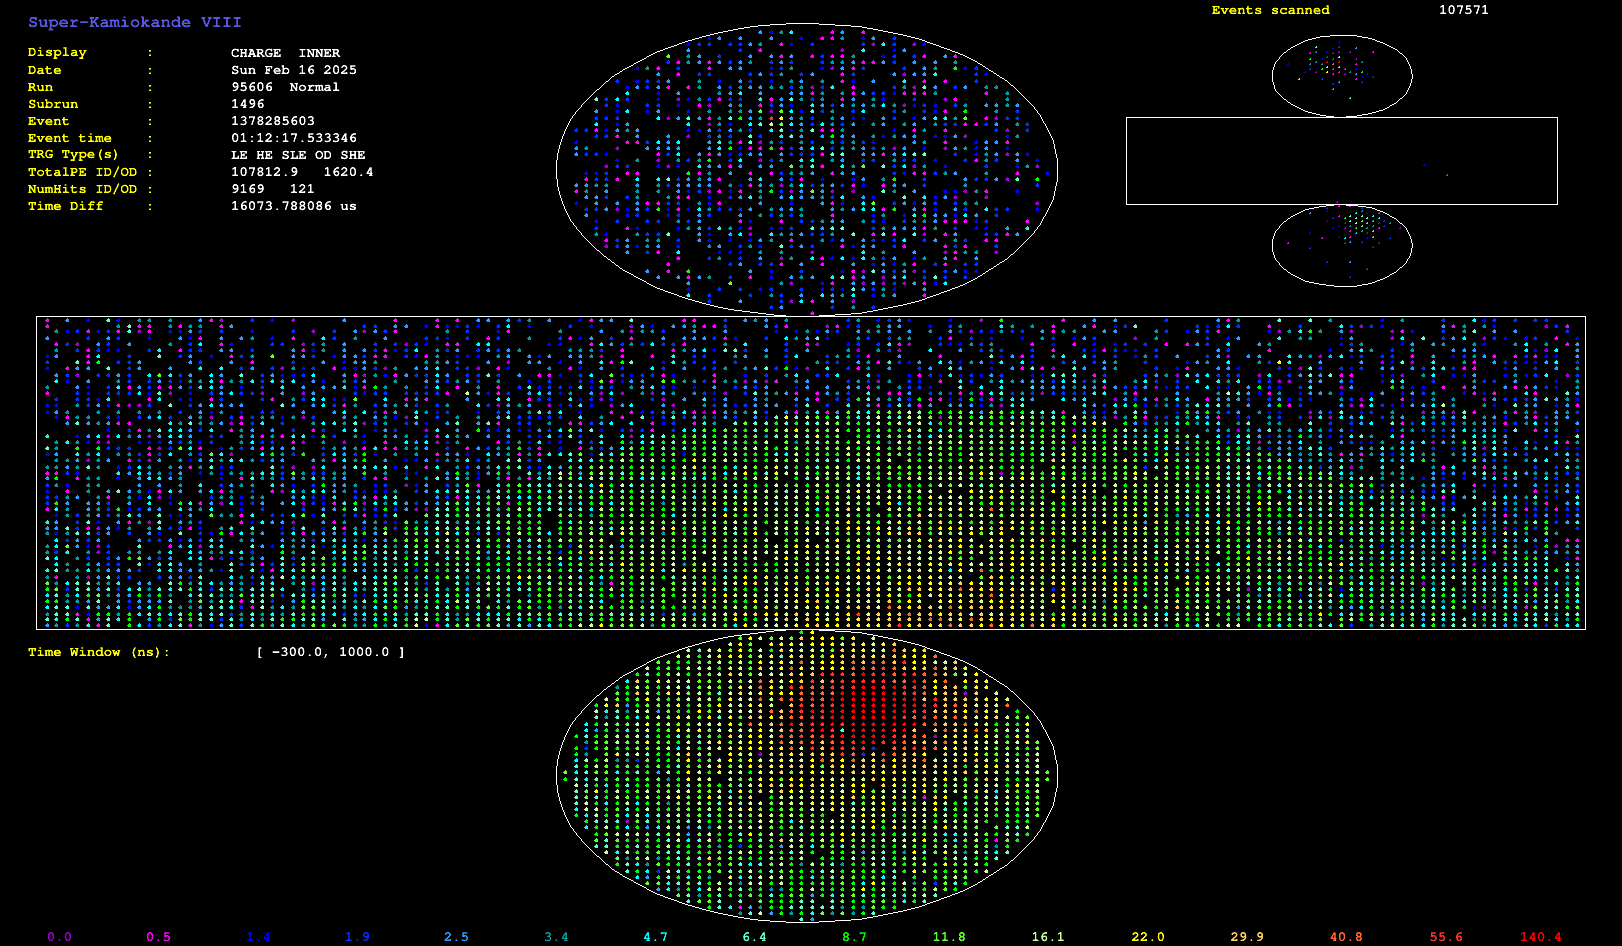 Super-Kamiokande VIII
Events scanned 107571
Display : CHARGE INNER
Date : Sun Feb 16 2025
Run : 95606 Normal
Subrun : 1496
Event : 1378285603
Event time : 01:12:17.533346
TRG Type(s) : LE HE SLE OD SHE
TotalPE ID/OD : 107812.9 1620.4
NumHits ID/OD : 9169 121
Time Diff : 16073.788086 us
Time Window (ns): [ -300.0, 1000.0 ]
0.0 0.5 1.4 1.9 2.5 3.4 4.7 6.4 8.7 11.8 16.1 22.0 29.9 40.8 55.6 140.4